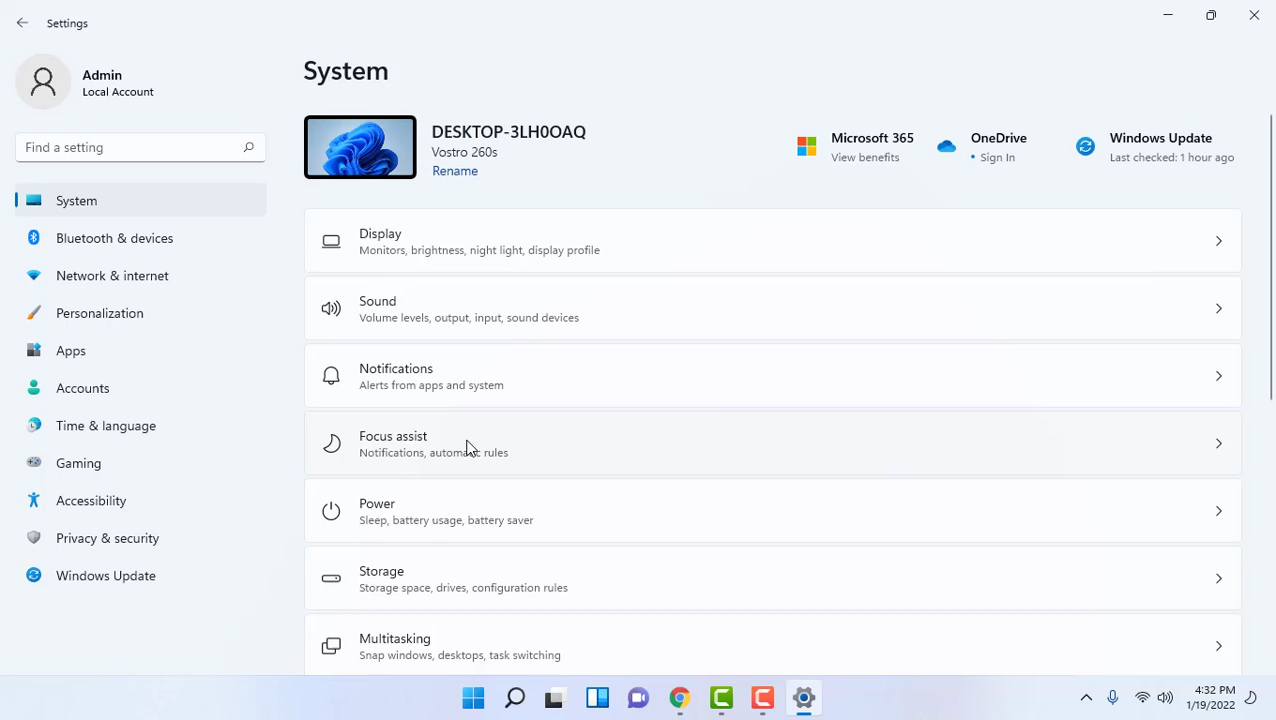 Settings
Admin
Local Account
Find a setting
System
Bluetooth & devices
Network & internet
Personalization
Apps
Accounts
Time & language
Gaming
Accessibility
Privacy & security
Windows Update
System
DESKTOP-3LH0OAQ
Vostro 260s
Rename
Microsoft 365
View benefits
OneDrive
• Sign In
Windows Update
Last checked: 1 hour ago
Display
Monitors, brightness, night light, display profile
Sound
Volume levels, output, input, sound devices
Notifications
Alerts from apps and system
Focus assist
Notifications, automatic rules
Power
Sleep, battery usage, battery saver
Storage
Storage space, drives, configuration rules
Multitasking
Snap windows, desktops, task switching
4:32 PM
1/19/2022